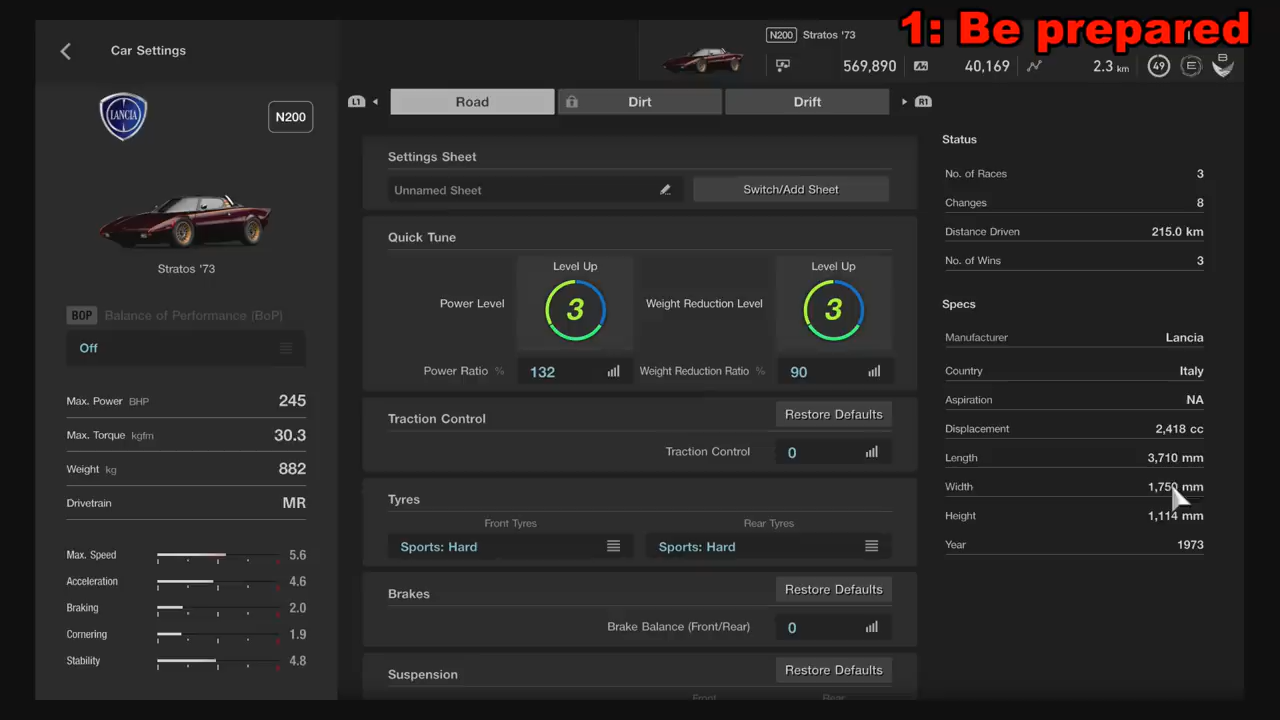 1: Be prepared
Car Settings
N200 Stratos '73
569,890 40,169 2.3 km 49 E B
LANCIA
N200
L1 Road Dirt Drift R1
Stratos '73
BOP Balance of Performance (BoP)
Off
Max. Power BHP 245
Max. Torque kgfm 30.3
Weight kg 882
Drivetrain MR
Max. Speed 5.6
Acceleration 4.6
Braking 2.0
Cornering 1.9
Stability 4.8
Settings Sheet
Unnamed Sheet Switch/Add Sheet
Quick Tune
Level Up Level Up
Power Level 3 Weight Reduction Level 3
Power Ratio % 132 Weight Reduction Ratio % 90
Traction Control Restore Defaults
Traction Control 0
Tyres
Front Tyres Rear Tyres
Sports: Hard Sports: Hard
Brakes Restore Defaults
Brake Balance (Front/Rear) 0
Suspension Restore Defaults
Front Rear
Status
No. of Races 3
Changes 8
Distance Driven 215.0 km
No. of Wins 3
Specs
Manufacturer Lancia
Country Italy
Aspiration NA
Displacement 2,418 cc
Length 3,710 mm
Width 1,750 mm
Height 1,114 mm
Year 1973